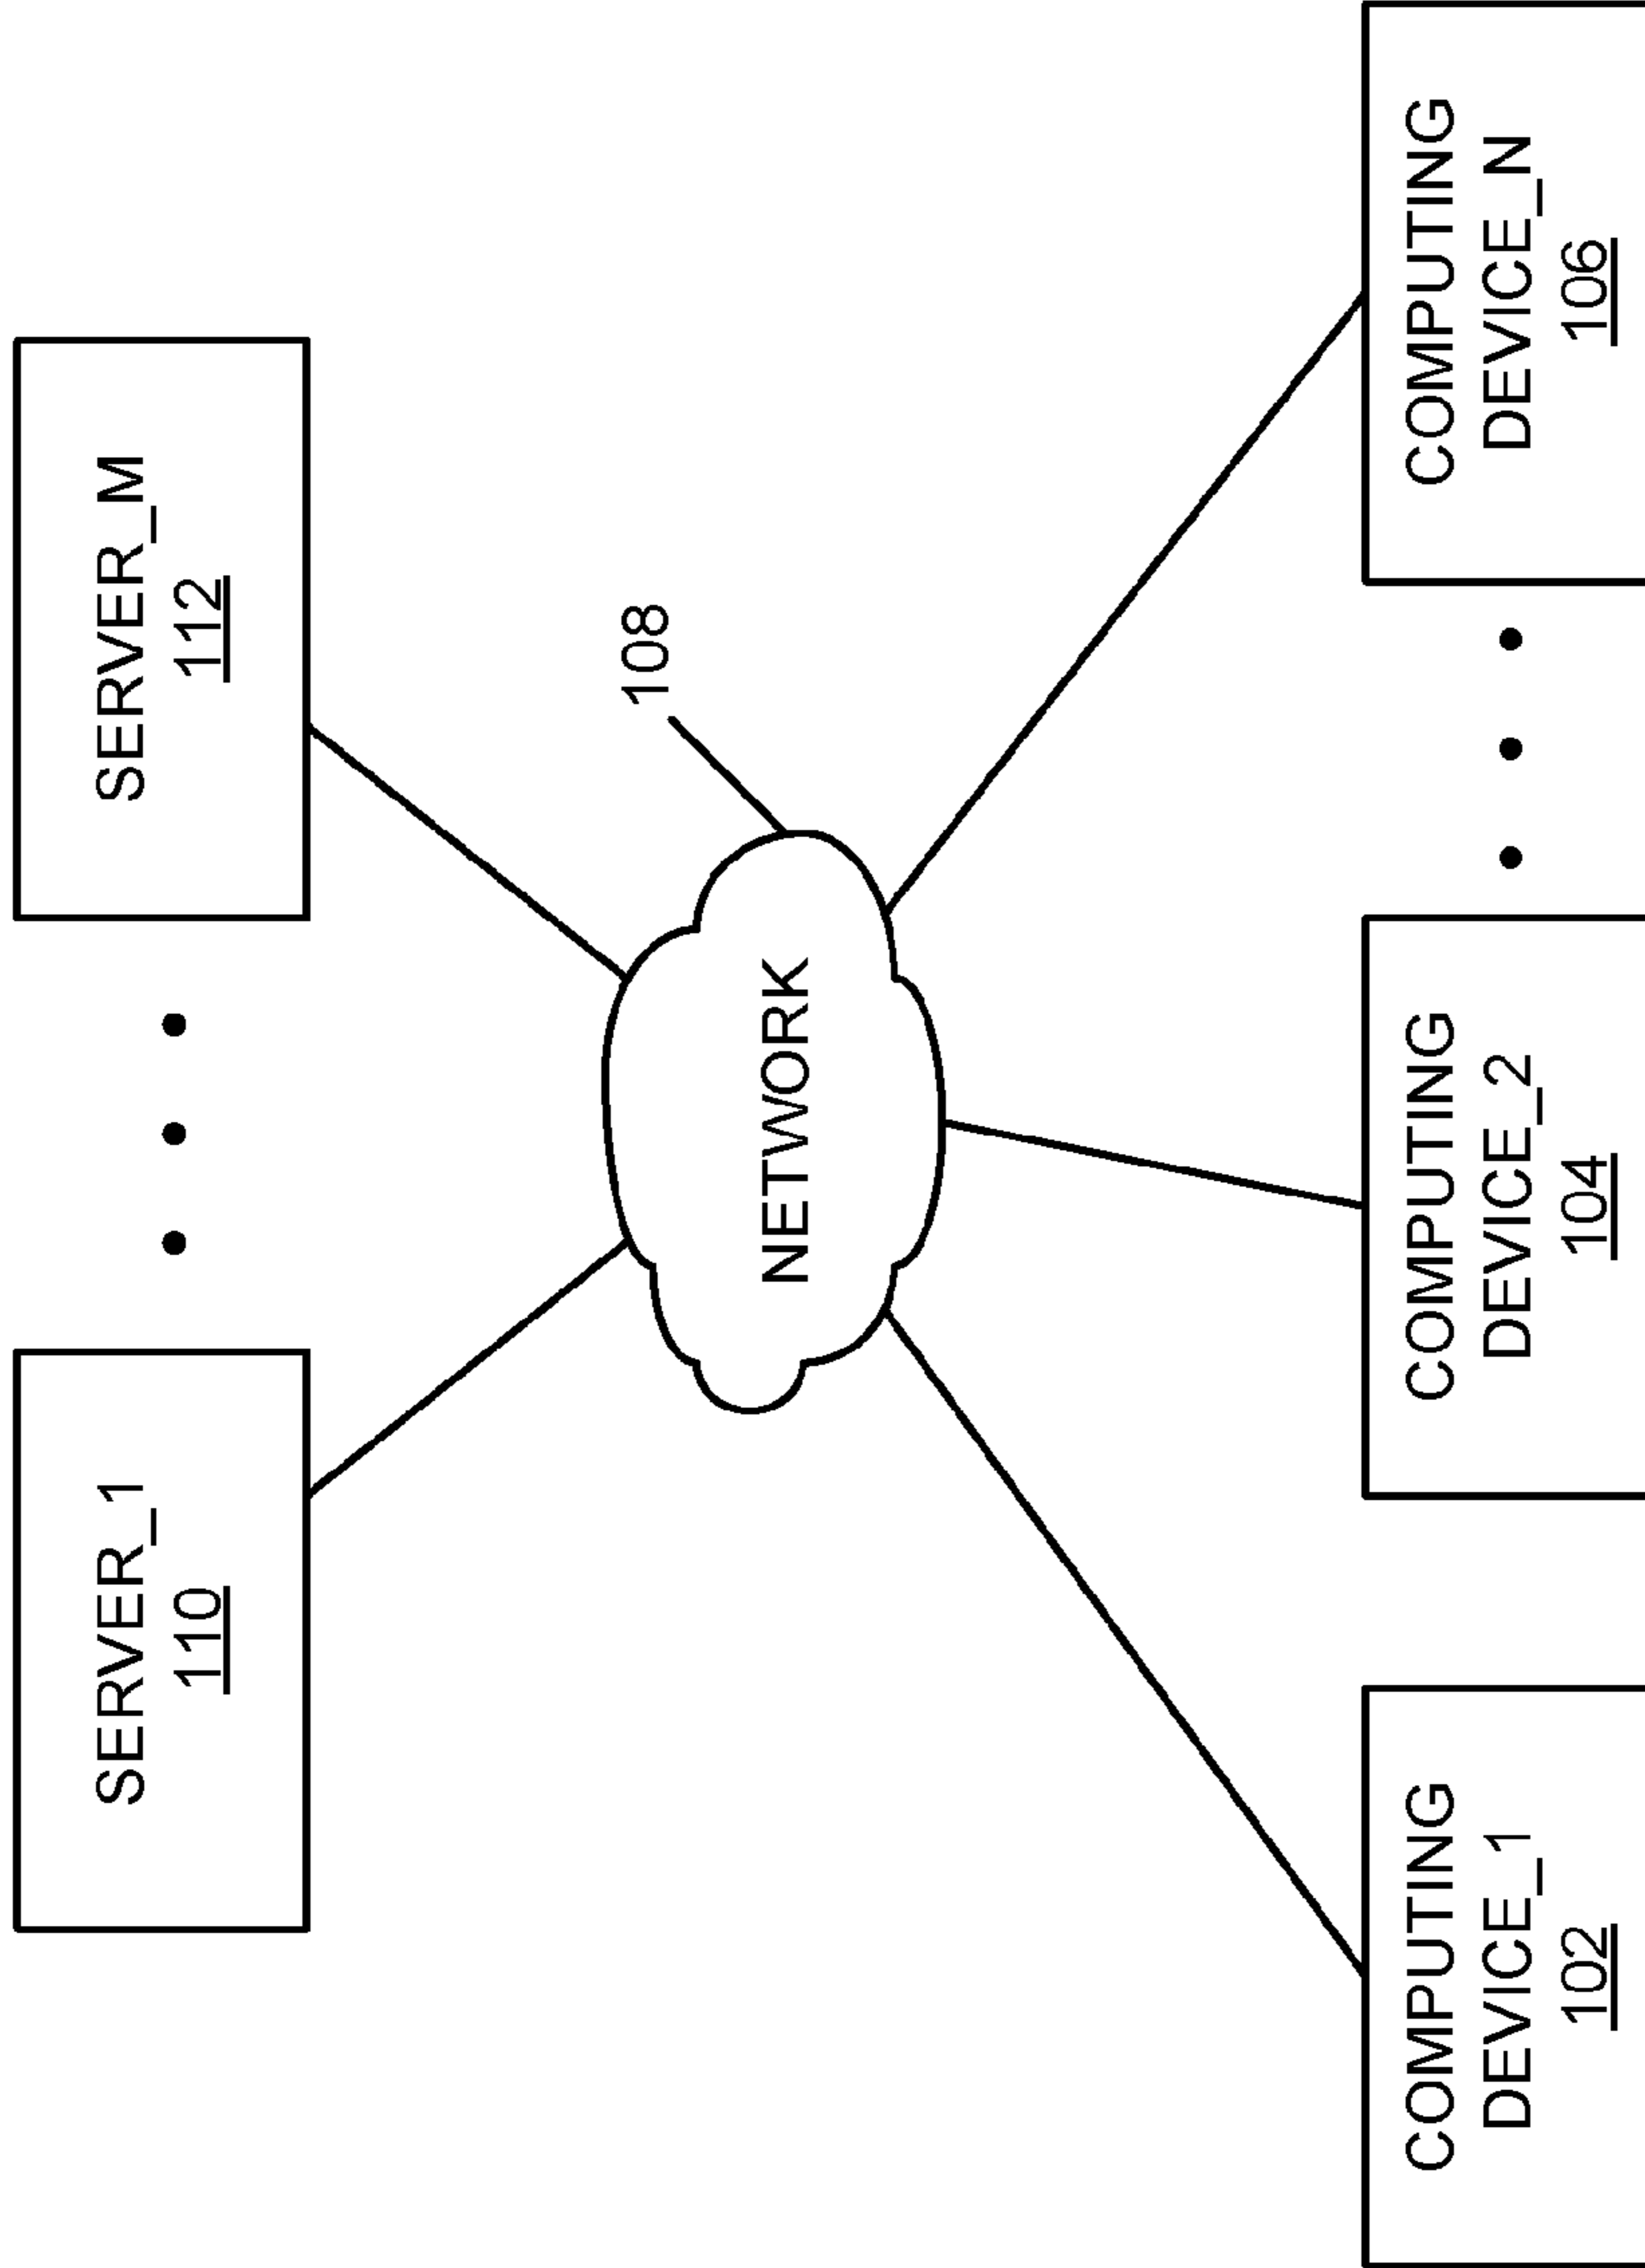 SERVER_1
110
SERVER_M
112
108
NETWORK
COMPUTING
DEVICE_1
102
COMPUTING
DEVICE_2
104
COMPUTING
DEVICE_N
106